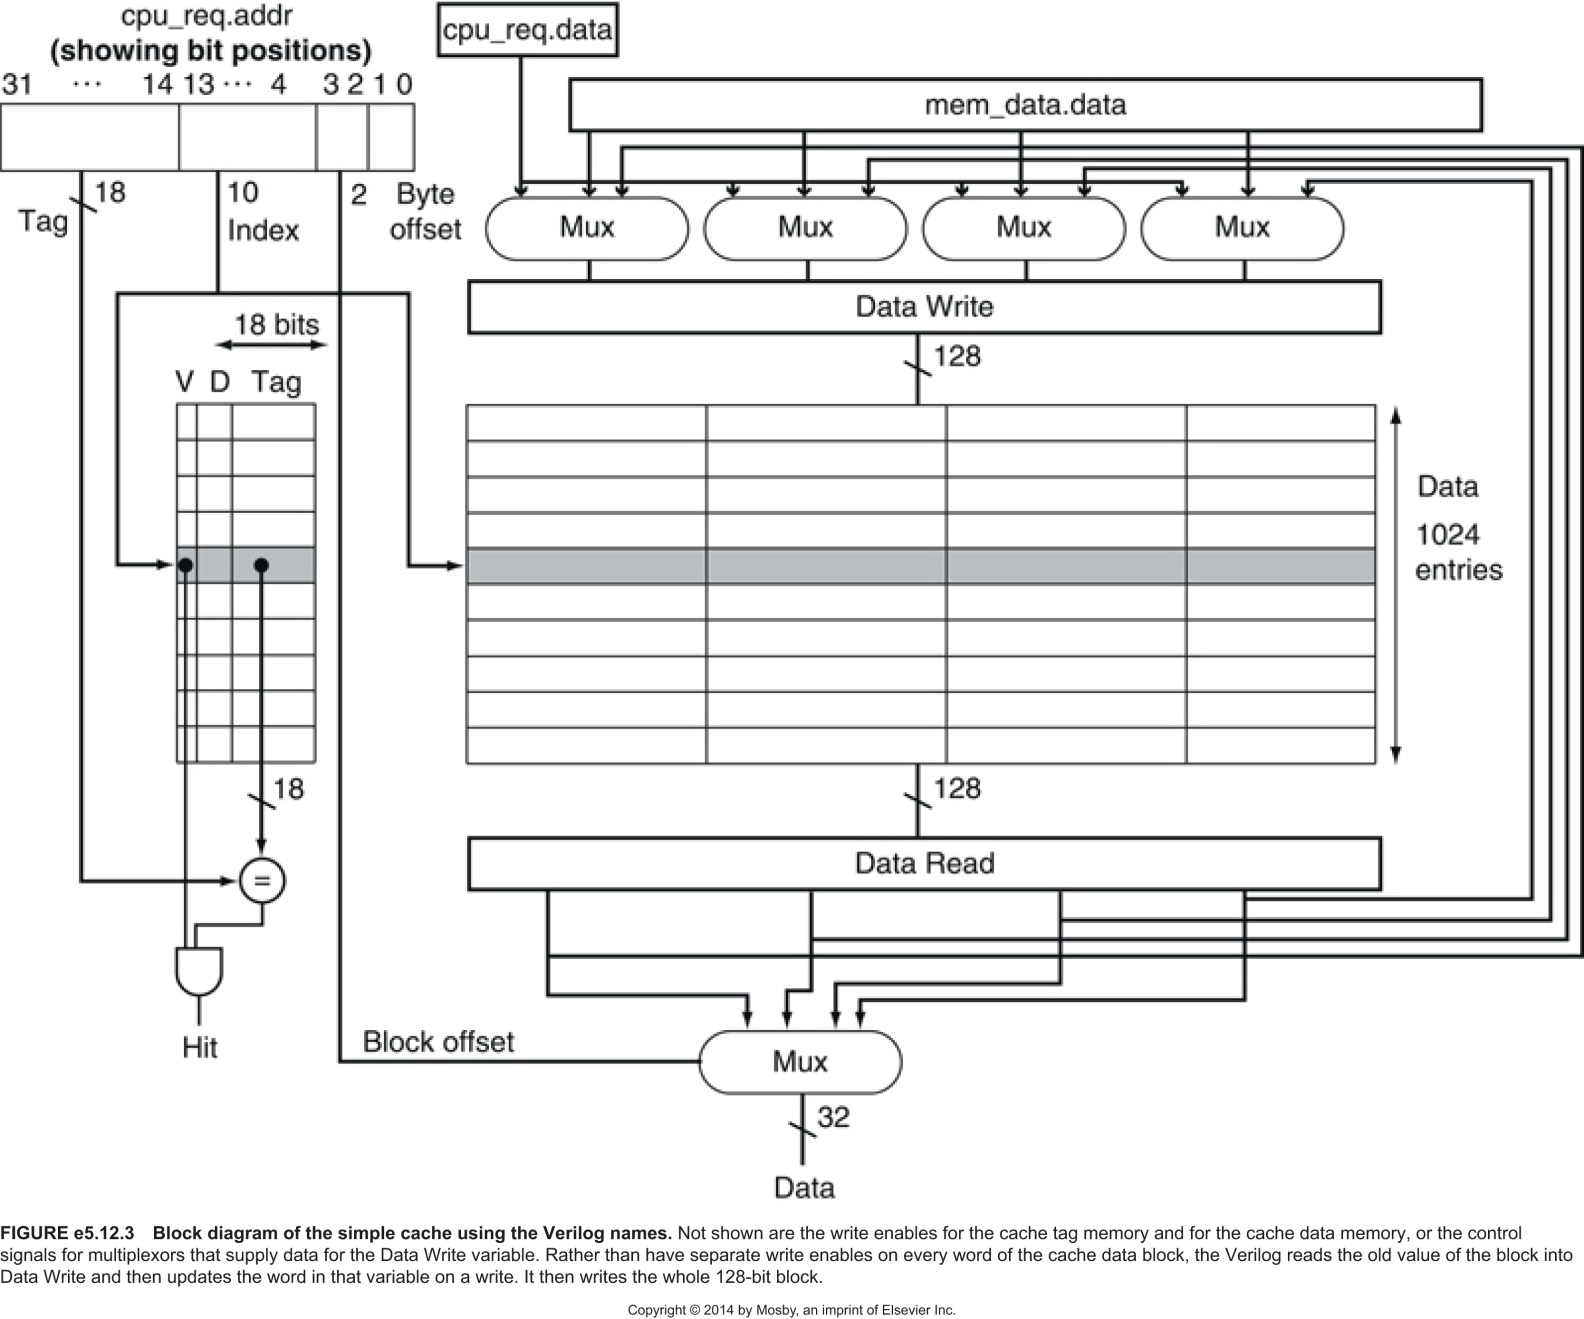 cpu_req.addr
(showing bit positions)
31 ... 14 13 ... 4 3 2 1 0
cpu_req.data
mem_data.data
18
Tag
10
Index
2
Byte
offset
Mux Mux Mux Mux
Data Write
18 bits
128
V D Tag
Data
1024
entries
18
128
=
Data Read
Hit
Block offset
Mux
32
Data
FIGURE e5.12.3 Block diagram of the simple cache using the Verilog names. Not shown are the write enables for the cache tag memory and for the cache data memory, or the control
signals for multiplexors that supply data for the Data Write variable. Rather than have separate write enables on every word of the cache data block, the Verilog reads the old value of the block into
Data Write and then updates the word in that variable on a write. It then writes the whole 128-bit block.
Copyright © 2014 by Mosby, an imprint of Elsevier Inc.